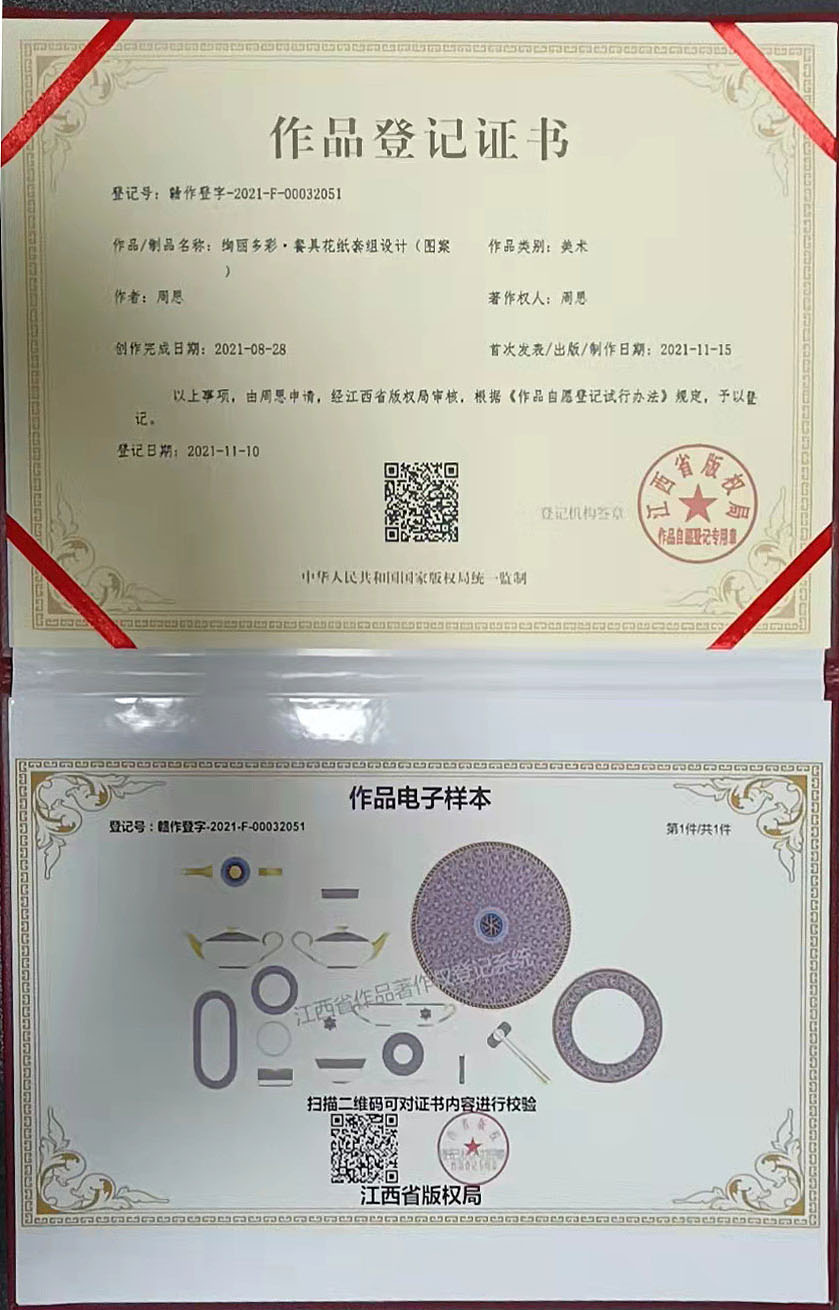 作品登记证书
登记号：赣作登字-2021-F-00032051
作品/制品名称：绚丽多彩·餐具花纸套组设计（图案
）
作品类别：美术
作者：周恩
著作权人：周恩
创作完成日期：2021-08-28
首次发表/出版/制作日期：2021-11-15
以上事项，由周恩申请，经江西省版权局审核，根据《作品自愿登记试行办法》规定，予以登
记。
登记日期：2021-11-10
登记机构签章
江西省版权局
作品自愿登记专用章
中华人民共和国国家版权局统一监制
作品电子样本
登记号：赣作登字-2021-F-00032051
第1件/共1件
江西省作品著作权登记系统
扫描二维码可对证书内容进行校验
江西省版权局